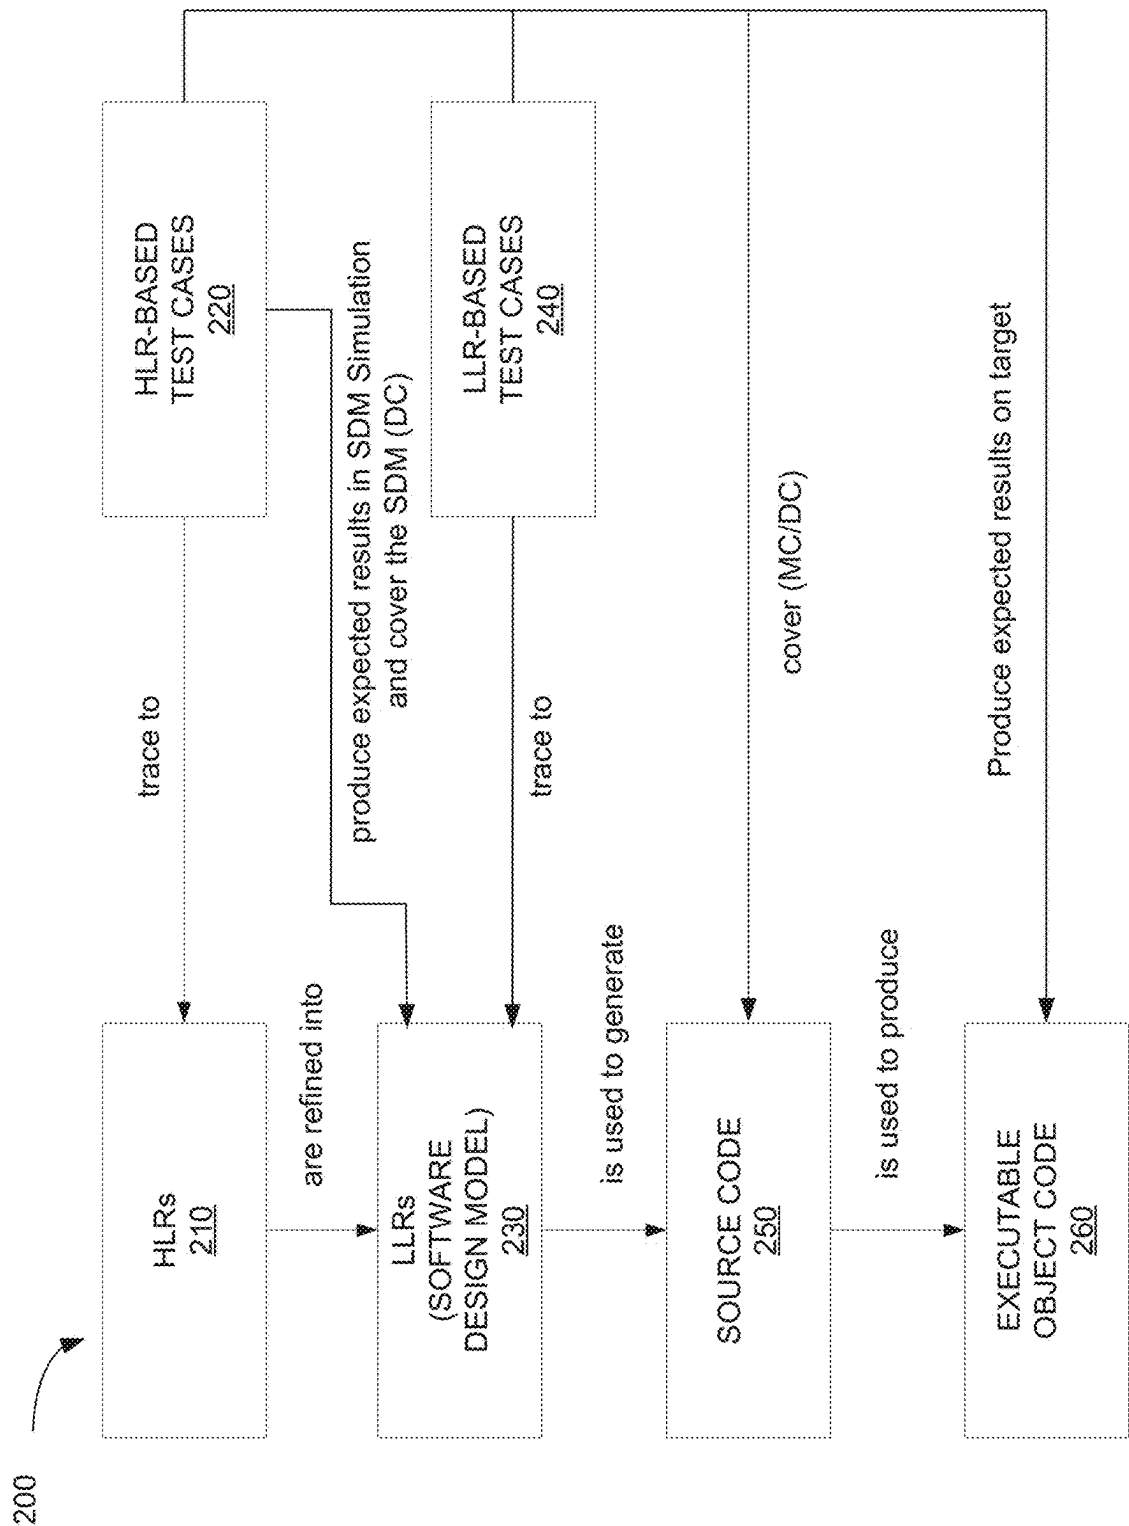 200
HLRs
210
trace to
HLR-BASED
TEST CASES
220
are refined into
produce expected results in SDM Simulation
and cover the SDM (DC)
LLRs
(SOFTWARE
DESIGN MODEL)
230
trace to
LLR-BASED
TEST CASES
240
is used to generate
SOURCE CODE
250
cover (MC/DC)
is used to produce
EXECUTABLE
OBJECT CODE
260
Produce expected results on target